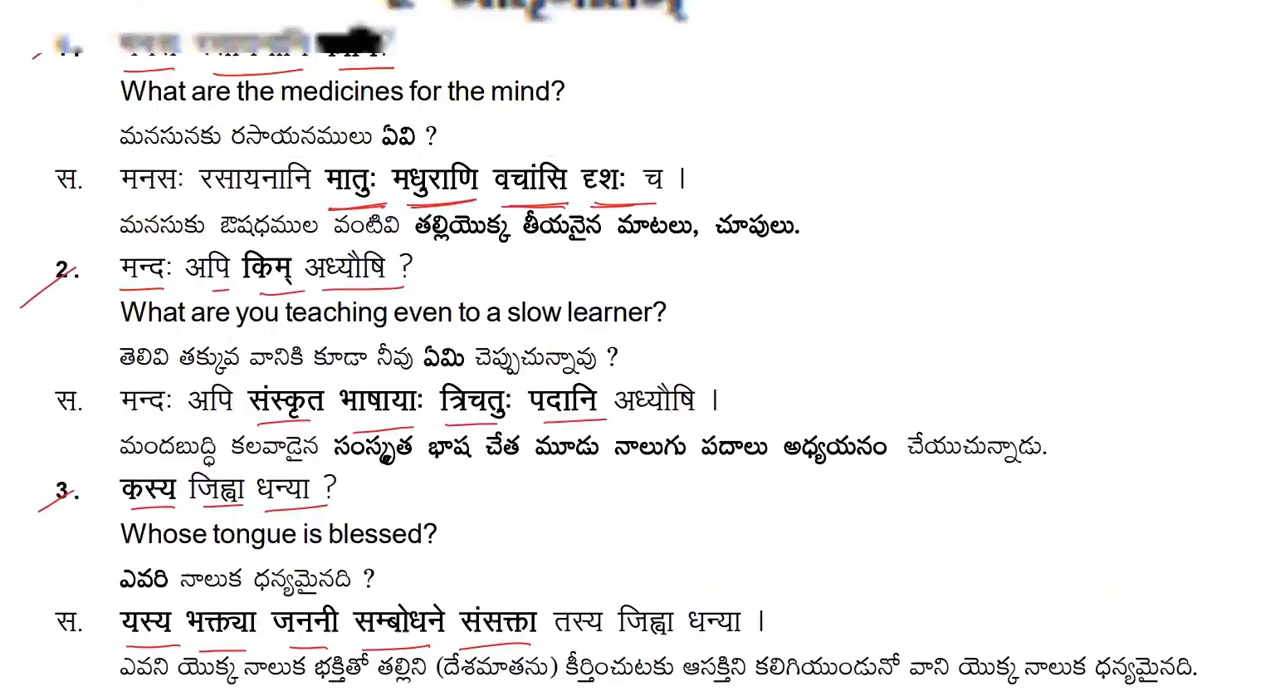 What are the medicines for the mind?
మనసునకు రసాయనములు ఏవి ?
स. मनसः रसायनानि मातुः मधुराणि वचांसि दृशः च ।
మనసుకు ఔషధముల వంటివి తల్లియొక్క తీయనైన మాటలు, చూపులు.
2. मन्दः अपि किम् अध्यौषि ?
What are you teaching even to a slow learner?
తెలివి తక్కువ వానికి కూడా నీవు ఏమి చెప్పుచున్నావు ?
स. मन्दः अपि संस्कृत भाषायाः त्रिचतुः पदानि अध्यौषि ।
మందబుద్ధి కలవాడైన సంస్కృత భాష చేత మూడు నాలుగు పదాలు అధ్యయనం చేయుచున్నాడు.
3. कस्य जिह्वा धन्या ?
Whose tongue is blessed?
ఎవరి నాలుక ధన్యమైనది ?
स. यस्य भक्त्या जननी सम्बोधने संसक्ता तस्य जिह्वा धन्या ।
ఎవని యొక్క నాలుక భక్తితో తల్లిని (దేశమాతను) కీర్తించుటకు ఆసక్తిని కలిగియుండునో వాని యొక్క నాలుక ధన్యమైనది.